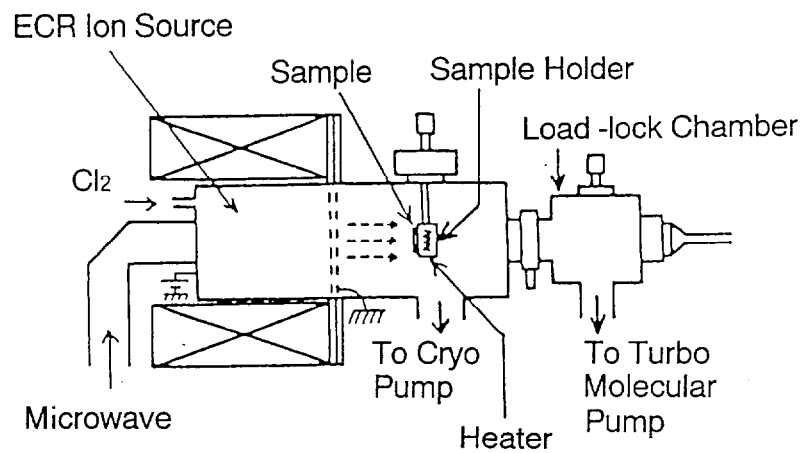 ECR Ion Source
Sample
Sample Holder
Load -lock Chamber
Cl2
To Cryo
Pump
To Turbo
Molecular
Pump
Microwave
Heater